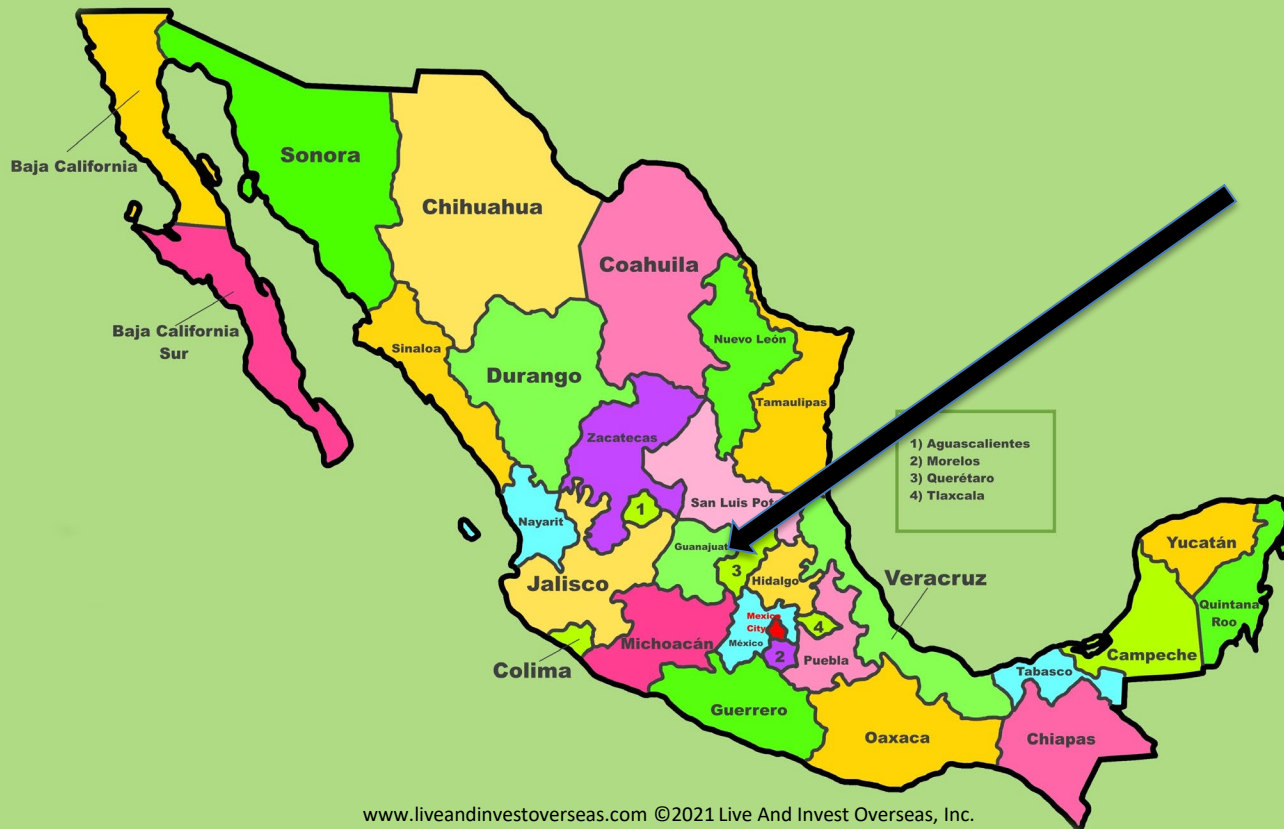 Baja California
Sonora
Chihuahua
Coahuila
Baja California
Sur
Sinaloa
Durango
Nuevo León
Tamaulipas
Zacatecas
1) Aguascalientes
2) Morelos
3) Querétaro
4) Tlaxcala
San Luis Pot
1
Nayarit
Guanajuat
Yucatán
3
Hidalgo
Veracruz
Jalisco
Quintana
Roo
Mexico
City
4
México
Michoacán
Campeche
2
Puebla
Colima
Tabasco
Guerrero
Oaxaca
Chiapas
www.liveandinvestoverseas.com ©2021 Live And Invest Overseas, Inc.